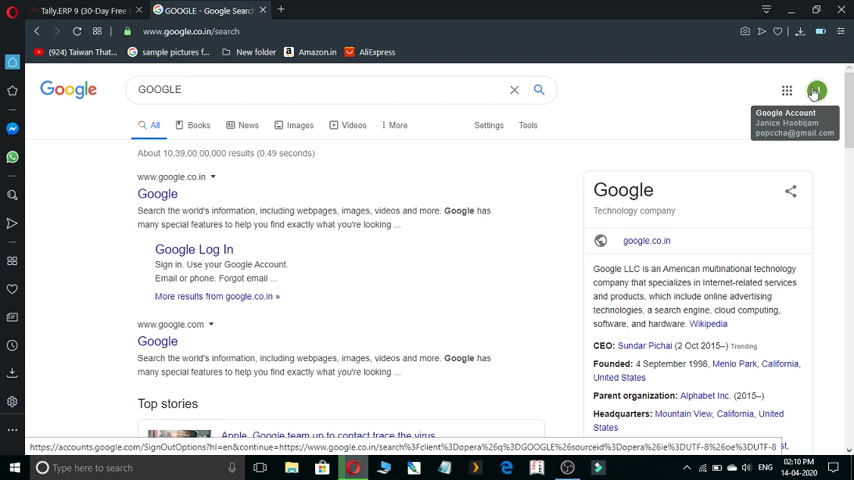 Tally.ERP 9 (30-Day Free
GOOGLE - Google Search
www.google.co.in/search
(924) Taiwan That...
sample pictures f...
New folder
Amazon.in
AliExpress
Google
GOOGLE
Google Account
Janice Haobijam
popccha@gmail.com
All
Books
News
Images
Videos
More
Settings
Tools
About 10,39,00,00,000 results (0.49 seconds)
www.google.co.in
Google
Search the world's information, including webpages, images, videos and more. Google has
many special features to help you find exactly what you're looking ...
Google Log In
Sign in. Use your Google Account.
Email or phone. Forgot email ...
More results from google.co.in »
www.google.com
Google
Search the world's information, including webpages, images, videos and more. Google has
many special features to help you find exactly what you're looking ...
Top stories
Apple, Google team up to contact trace the virus
Google
Technology company
google.co.in
Google LLC is an American multinational technology
company that specializes in Internet-related services
and products, which include online advertising
technologies, a search engine, cloud computing,
software, and hardware. Wikipedia
CEO: Sundar Pichai (2 Oct 2015–) Trending
Founded: 4 September 1998, Menlo Park, California,
United States
Parent organization: Alphabet Inc. (2015–)
Headquarters: Mountain View, California, United
States
https://accounts.google.com/SignOutOptions?hl=en&continue=https://www.google.co.in/search%3Fclient%3Dopera%26q%3DGOOGLE%26sourceid%3Dopera%26ie%3DUTF-8%26oe%3DUTF-8
Type here to search
ENG
02:10 PM
14-04-2020